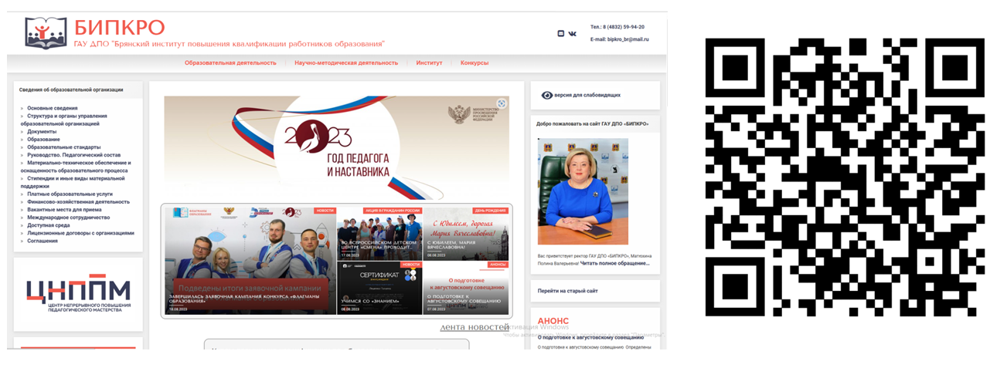 БИПКРО
ГАУ ДПО "Брянский институт повышения квалификации работников образования"
Тел.: 8 (4832) 59-94-20
E-mail: bipkro_br@mail.ru
Образовательная деятельность
Научно-методическая деятельность
Институт
Конкурсы
Сведения об образовательной организации
Основные сведения
Структура и органы управления
образовательной организацией
Документы
Образование
Образовательные стандарты
Руководство. Педагогический состав
Материально-техническое обеспечение и
оснащенность образовательного процесса
Стипендии и иные виды материальной
поддержки
Платные образовательные услуги
Финансово-хозяйственная деятельность
Вакантные места для приема
Международное сотрудничество
Доступная среда
Лицензионные договоры с организациями
Соглашения
ЦНППМ
ЦЕНТР НЕПРЕРЫВНОГО ПОВЫШЕНИЯ
ПЕДАГОГИЧЕСКОГО МАСТЕРСТВА
МИНИСТЕРСТВО
ПРОСВЕЩЕНИЯ
РОССИЙСКОЙ
ФЕДЕРАЦИИ
2023
ГОД ПЕДАГОГА
И НАСТАВНИКА
НОВОСТИ
Подведены итоги заявочной кампании
ЗАВЕРШИЛАСЬ ЗАЯВОЧНАЯ КАМПАНИЯ КОНКУРСА «ФЛАГМАНЫ
ОБРАЗОВАНИЯ»
18.08.2023
АКЦИЯ Я ГРАЖДАНИН РОССИИ
ВО ВСЕРОССИЙСКОМ ДЕТСКОМ
ЦЕНТРЕ «СМЕНА» ПРОХОДИТ...
17.08.2023
ДЕНЬ РОЖДЕНИЯ
С Юбилеем, дорогая
Мария Вячеславовна!
С ЮБИЛЕЕМ, МАРИЯ
ВЯЧЕСЛАВОВНА!
08.08.2023
НОВОСТИ
СЕРТИФИКАТ
УЧИМСЯ СО «ЗНАНИЕМ»
08.08.2023
АНОНСЫ
О подготовке
к августовскому совещанию
О ПОДГОТОВКЕ К
АВГУСТОВСКОМУ СОВЕЩАНИЮ
07.08.2023
лента новостей
версия для слабовидящих
Добро пожаловать на сайт ГАУ ДПО «БИПКРО»
Вас приветствует ректор ГАУ ДПО «БИПКРО», Матюхина
Полина Валерьевна! Читать полное обращение...
Перейти на старый сайт
АНОНС
Активация Windows
О подготовке к августовскому совещанию
О подготовке к августовскому совещанию. Определены